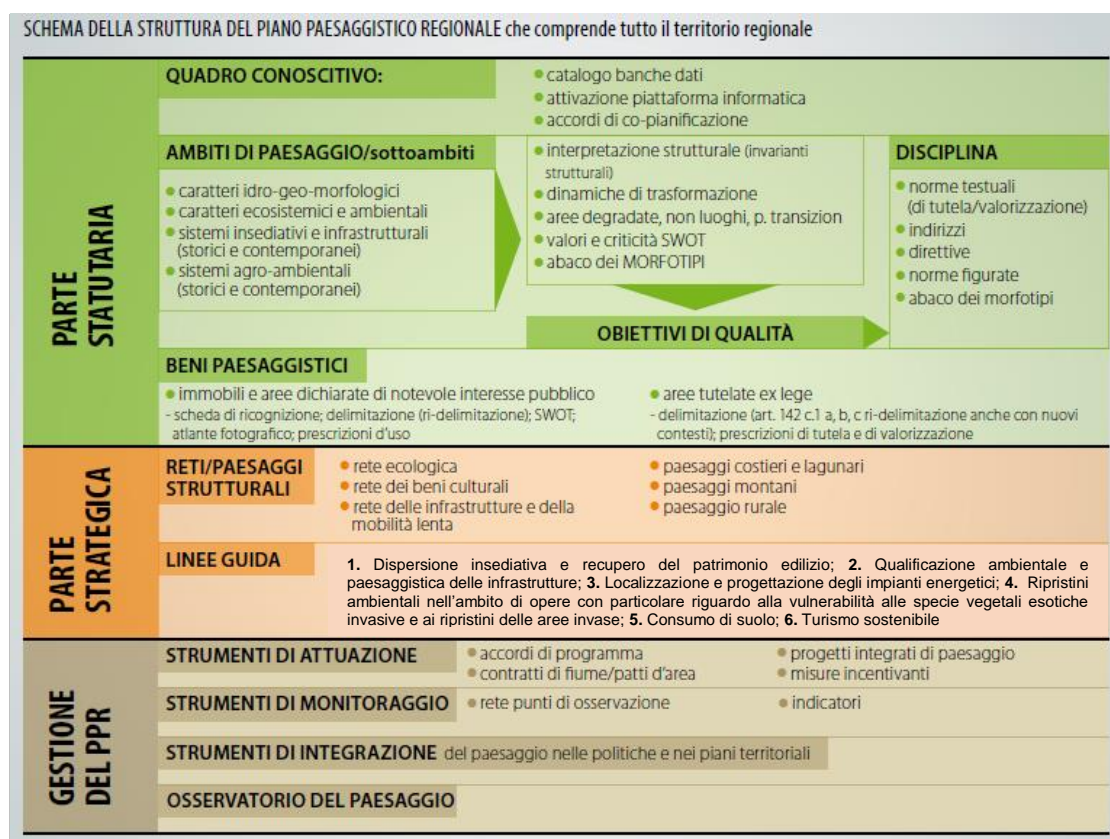 SCHEMA DELLA STRUTTURA DEL PIANO PAESAGGISTICO REGIONALE che comprende tutto il territorio regionale
PARTE
STATUTARIA
QUADRO CONOSCITIVO:
• catalogo banche dati
• attivazione piattaforma informatica
• accordi di co-pianificazione
AMBITI DI PAESAGGIO/sottoambiti
• caratteri idro-geo-morfologici
• caratteri ecosistemici e ambientali
• sistemi insediativi e infrastrutturali
(storici e contemporanei)
• sistemi agro-ambientali
(storici e contemporanei)
• interpretazione strutturale (invarianti
strutturali)
• dinamiche di trasformazione
• aree degradate, non luoghi, p. transizion
• valori e criticità SWOT
• abaco dei MORFOTIPI
OBIETTIVI DI QUALITÀ
DISCIPLINA
• norme testuali
(di tutela/valorizzazione)
• indirizzi
• direttive
• norme figurate
• abaco dei morfotipi
BENI PAESAGGISTICI
• immobili e aree dichiarate di notevole interesse pubblico
- scheda di ricognizione; delimitazione (ri-delimitazione); SWOT;
atlante fotografico; prescrizioni d'uso
• aree tutelate ex lege
- delimitazione (art. 142 c.1 a, b, c ri-delimitazione anche con nuovi
contesti); prescrizioni di tutela e di valorizzazione
PARTE
STRATEGICA
RETI/PAESAGGI
STRUTTURALI
• rete ecologica
• rete dei beni culturali
• rete delle infrastrutture e della
mobilità lenta
• paesaggi costieri e lagunari
• paesaggi montani
• paesaggio rurale
LINEE GUIDA
1. Dispersione insediativa e recupero del patrimonio edilizio; 2. Qualificazione ambientale e
paesaggistica delle infrastrutture; 3. Localizzazione e progettazione degli impianti energetici; 4. Ripristini
ambientali nell'ambito di opere con particolare riguardo alla vulnerabilità alle specie vegetali esotiche
invasive e ai ripristini delle aree invase; 5. Consumo di suolo; 6. Turismo sostenibile
GESTIONE
DEL PPR
STRUMENTI DI ATTUAZIONE
• accordi di programma
• contratti di fiume/patti d'area
• progetti integrati di paesaggio
• misure incentivanti
STRUMENTI DI MONITORAGGIO
• rete punti di osservazione
• indicatori
STRUMENTI DI INTEGRAZIONE del paesaggio nelle politiche e nei piani territoriali
OSSERVATORIO DEL PAESAGGIO